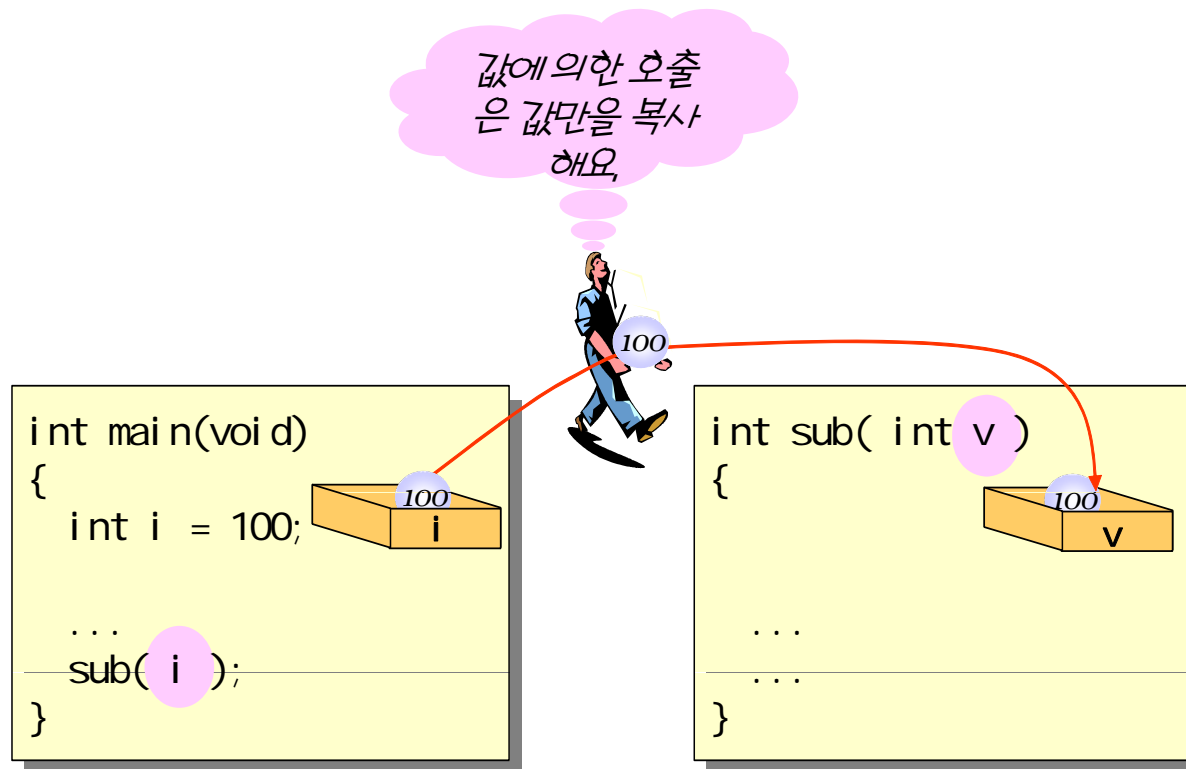 값에 의한 호출
은 값만을 복사
해요,
100
int main(void)
{
100
int i = 100;
i
...
sub( i );
}
int sub( int v )
{
100
v
...
...
}